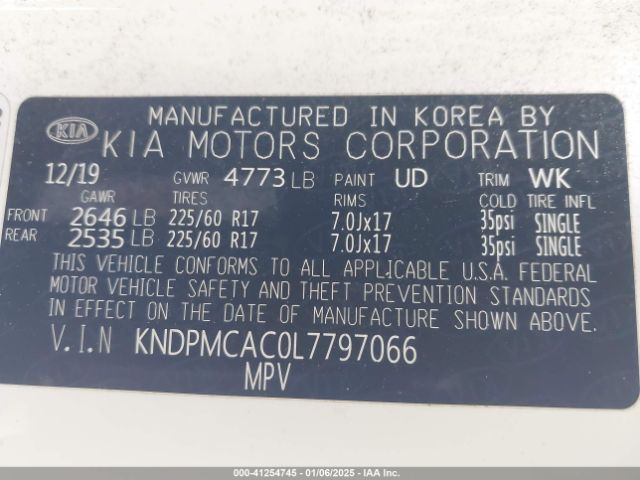 MANUFACTURED IN KOREA BY
KIA KIA MOTORS CORPORATION
12/19 GVWR 4773 LB PAINT UD TRIM WK
GAWR TIRES RIMS COLD TIRE INFL
FRONT 2646 LB 225/60 R17 7.0Jx17 35psi SINGLE
REAR 2535 LB 225/60 R17 7.0Jx17 35psi SINGLE
THIS VEHICLE CONFORMS TO ALL APPLICABLE U.S.A. FEDERAL
MOTOR VEHICLE SAFETY AND THEFT PREVENTION STANDARDS
IN EFFECT ON THE DATE OF MANUFACTURE SHOWN ABOVE.
V.I.N KNDPMCAC0L7797066
MPV
000-41254745 - 01/06/2025 - IAA Inc.